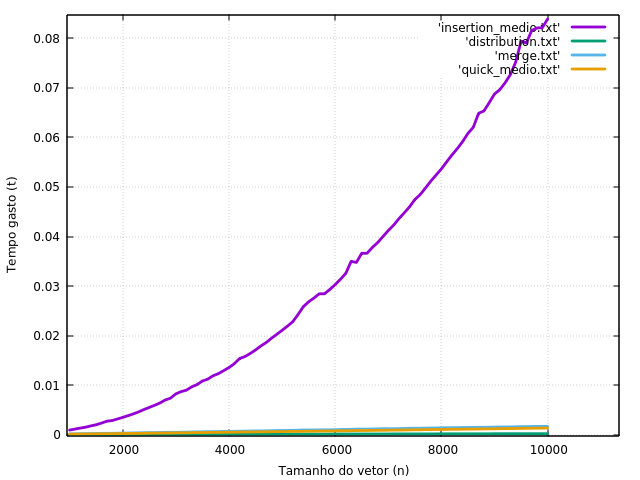 0.08
0.07
0.06
0.05
0.04
0.03
0.02
0.01
0
2000
4000
6000
8000
10000
Tempo gasto (t)
Tamanho do vetor (n)
'insertion_medio.txt'
'distribution.txt'
'merge.txt'
'quick_medio.txt'